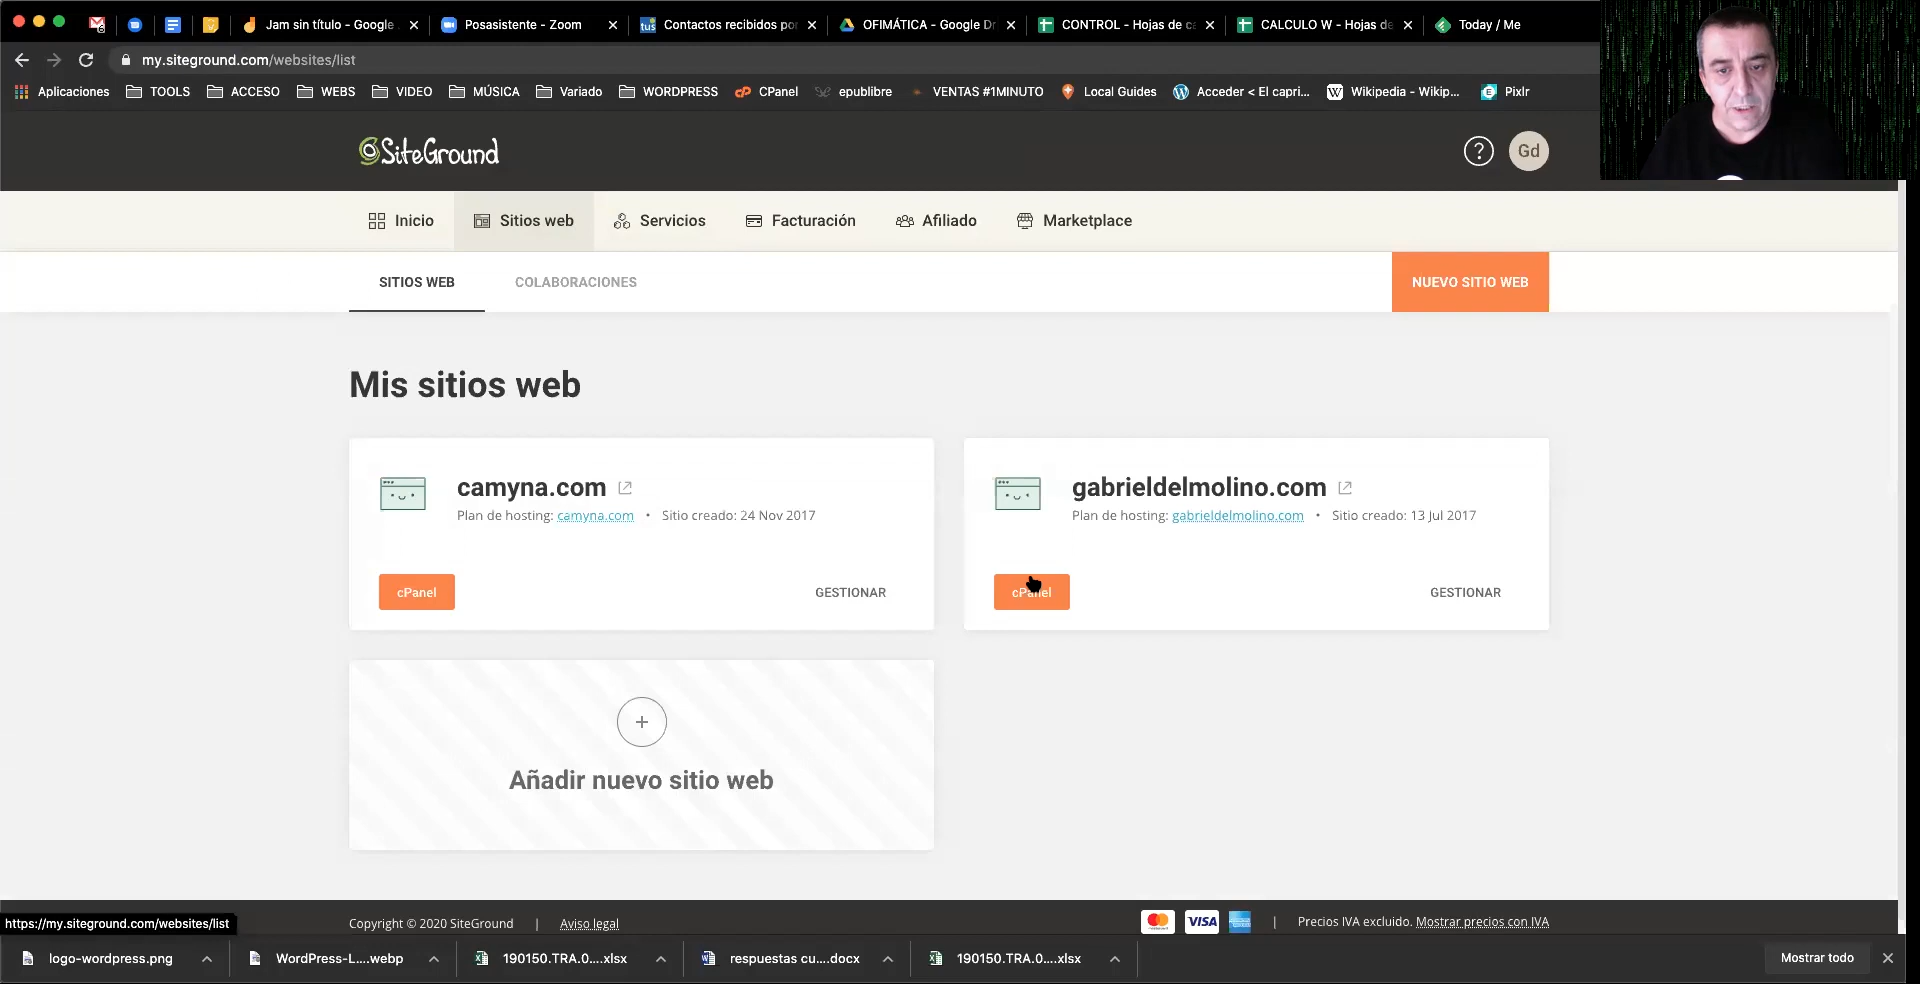 Jam sin título - Google
Posasistente - Zoom
tus
Contactos recibidos po
OFIMÁTICA - Google D
CONTROL - Hojas de c
CALCULO W - Hojas de
Today / Me
my.siteground.com/websites/list
Aplicaciones
TOOLS
ACCESO
WEBS
VIDEO
MÚSICA
Variado
WORDPRESS
CPanel
epublibre
VENTAS #1MINUTO
Local Guides
Acceder < El capri...
Wikipedia - Wikip...
Pixlr
SiteGround
?
Gd
Inicio
Sitios web
Servicios
Facturación
Afiliado
Marketplace
SITIOS WEB
COLABORACIONES
NUEVO SITIO WEB
Mis sitios web
camyna.com
Plan de hosting: camyna.com • Sitio creado: 24 Nov 2017
cPanel
GESTIONAR
gabrieldelmolino.com
Plan de hosting: gabrieldelmolino.com • Sitio creado: 13 Jul 2017
cPanel
GESTIONAR
Añadir nuevo sitio web
https://my.siteground.com/websites/list
Copyright © 2020 SiteGround | Aviso legal
VISA
Precios IVA excluido. Mostrar precios con IVA
logo-wordpress.png
WordPress-L....webp
190150.TRA.0....xlsx
respuestas cu....docx
190150.TRA.0....xlsx
Mostrar todo